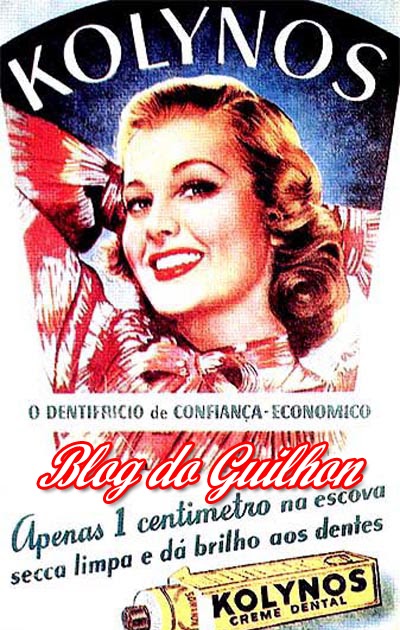 KOLYNOS
O DENTIFRICIO de CONFIANÇA-ECONOMICO
Blog do Guilhon
Apenas 1 centimetro na escova
secca limpa e dá brilho aos dentes
KOLYNOS
CREME DENTAL
KOLYNOS